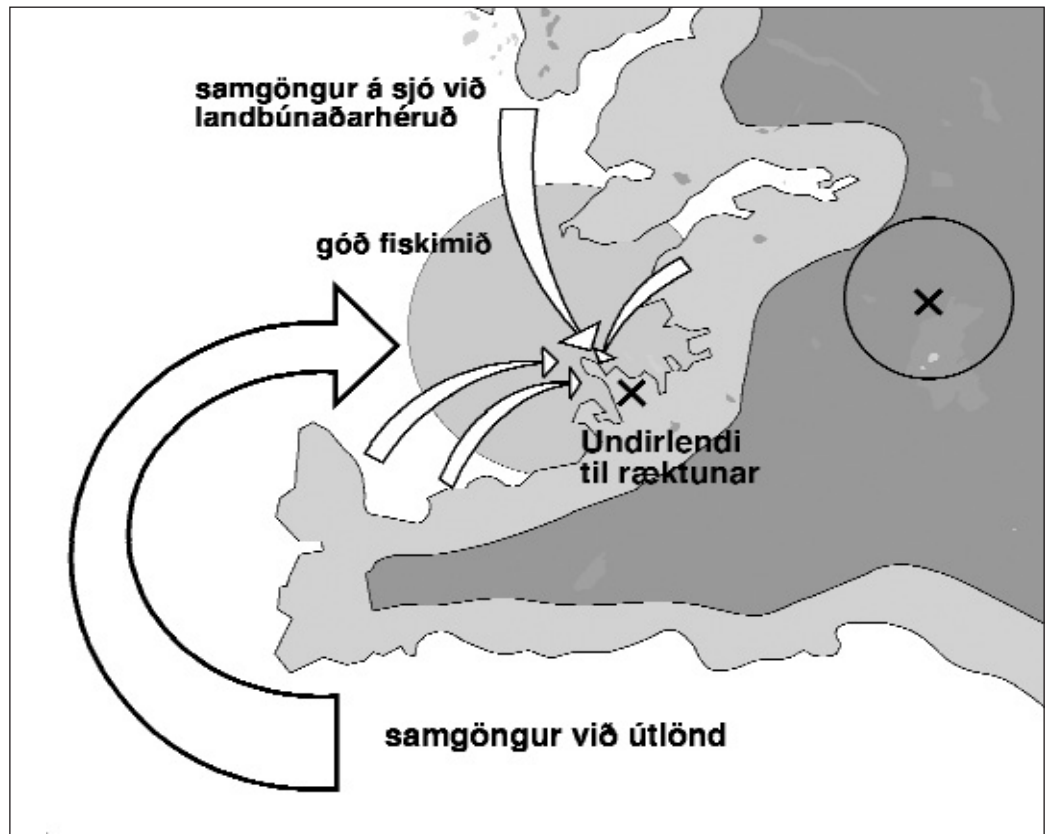 samgöngur á sjó við
landbúnaðarhéruð
góð fiskimið
Undirlendi
til ræktunar
samgöngur við útlönd